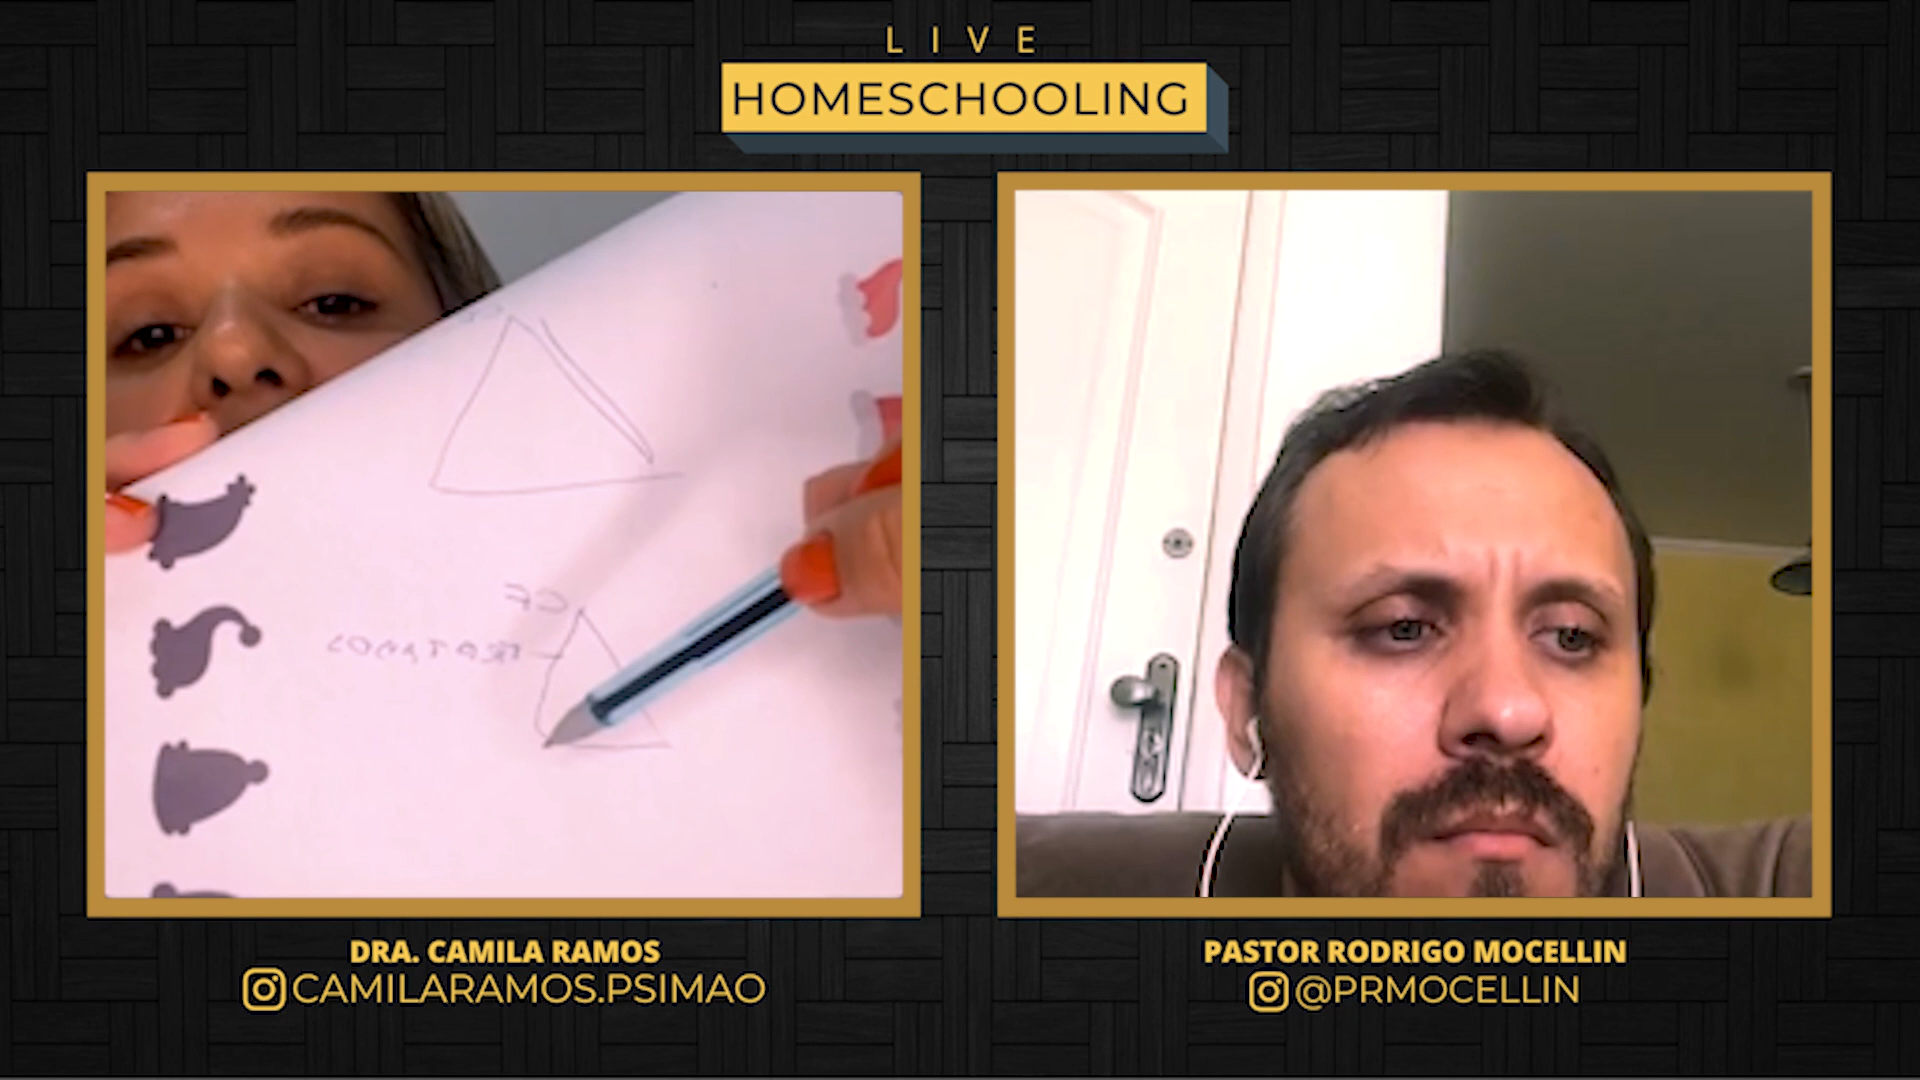 LIVE
HOMESCHOOLING
DRA. CAMILA RAMOS
CAMILARAMOS.PSIMAO
PASTOR RODRIGO MOCELLIN
@PRMOCELLIN